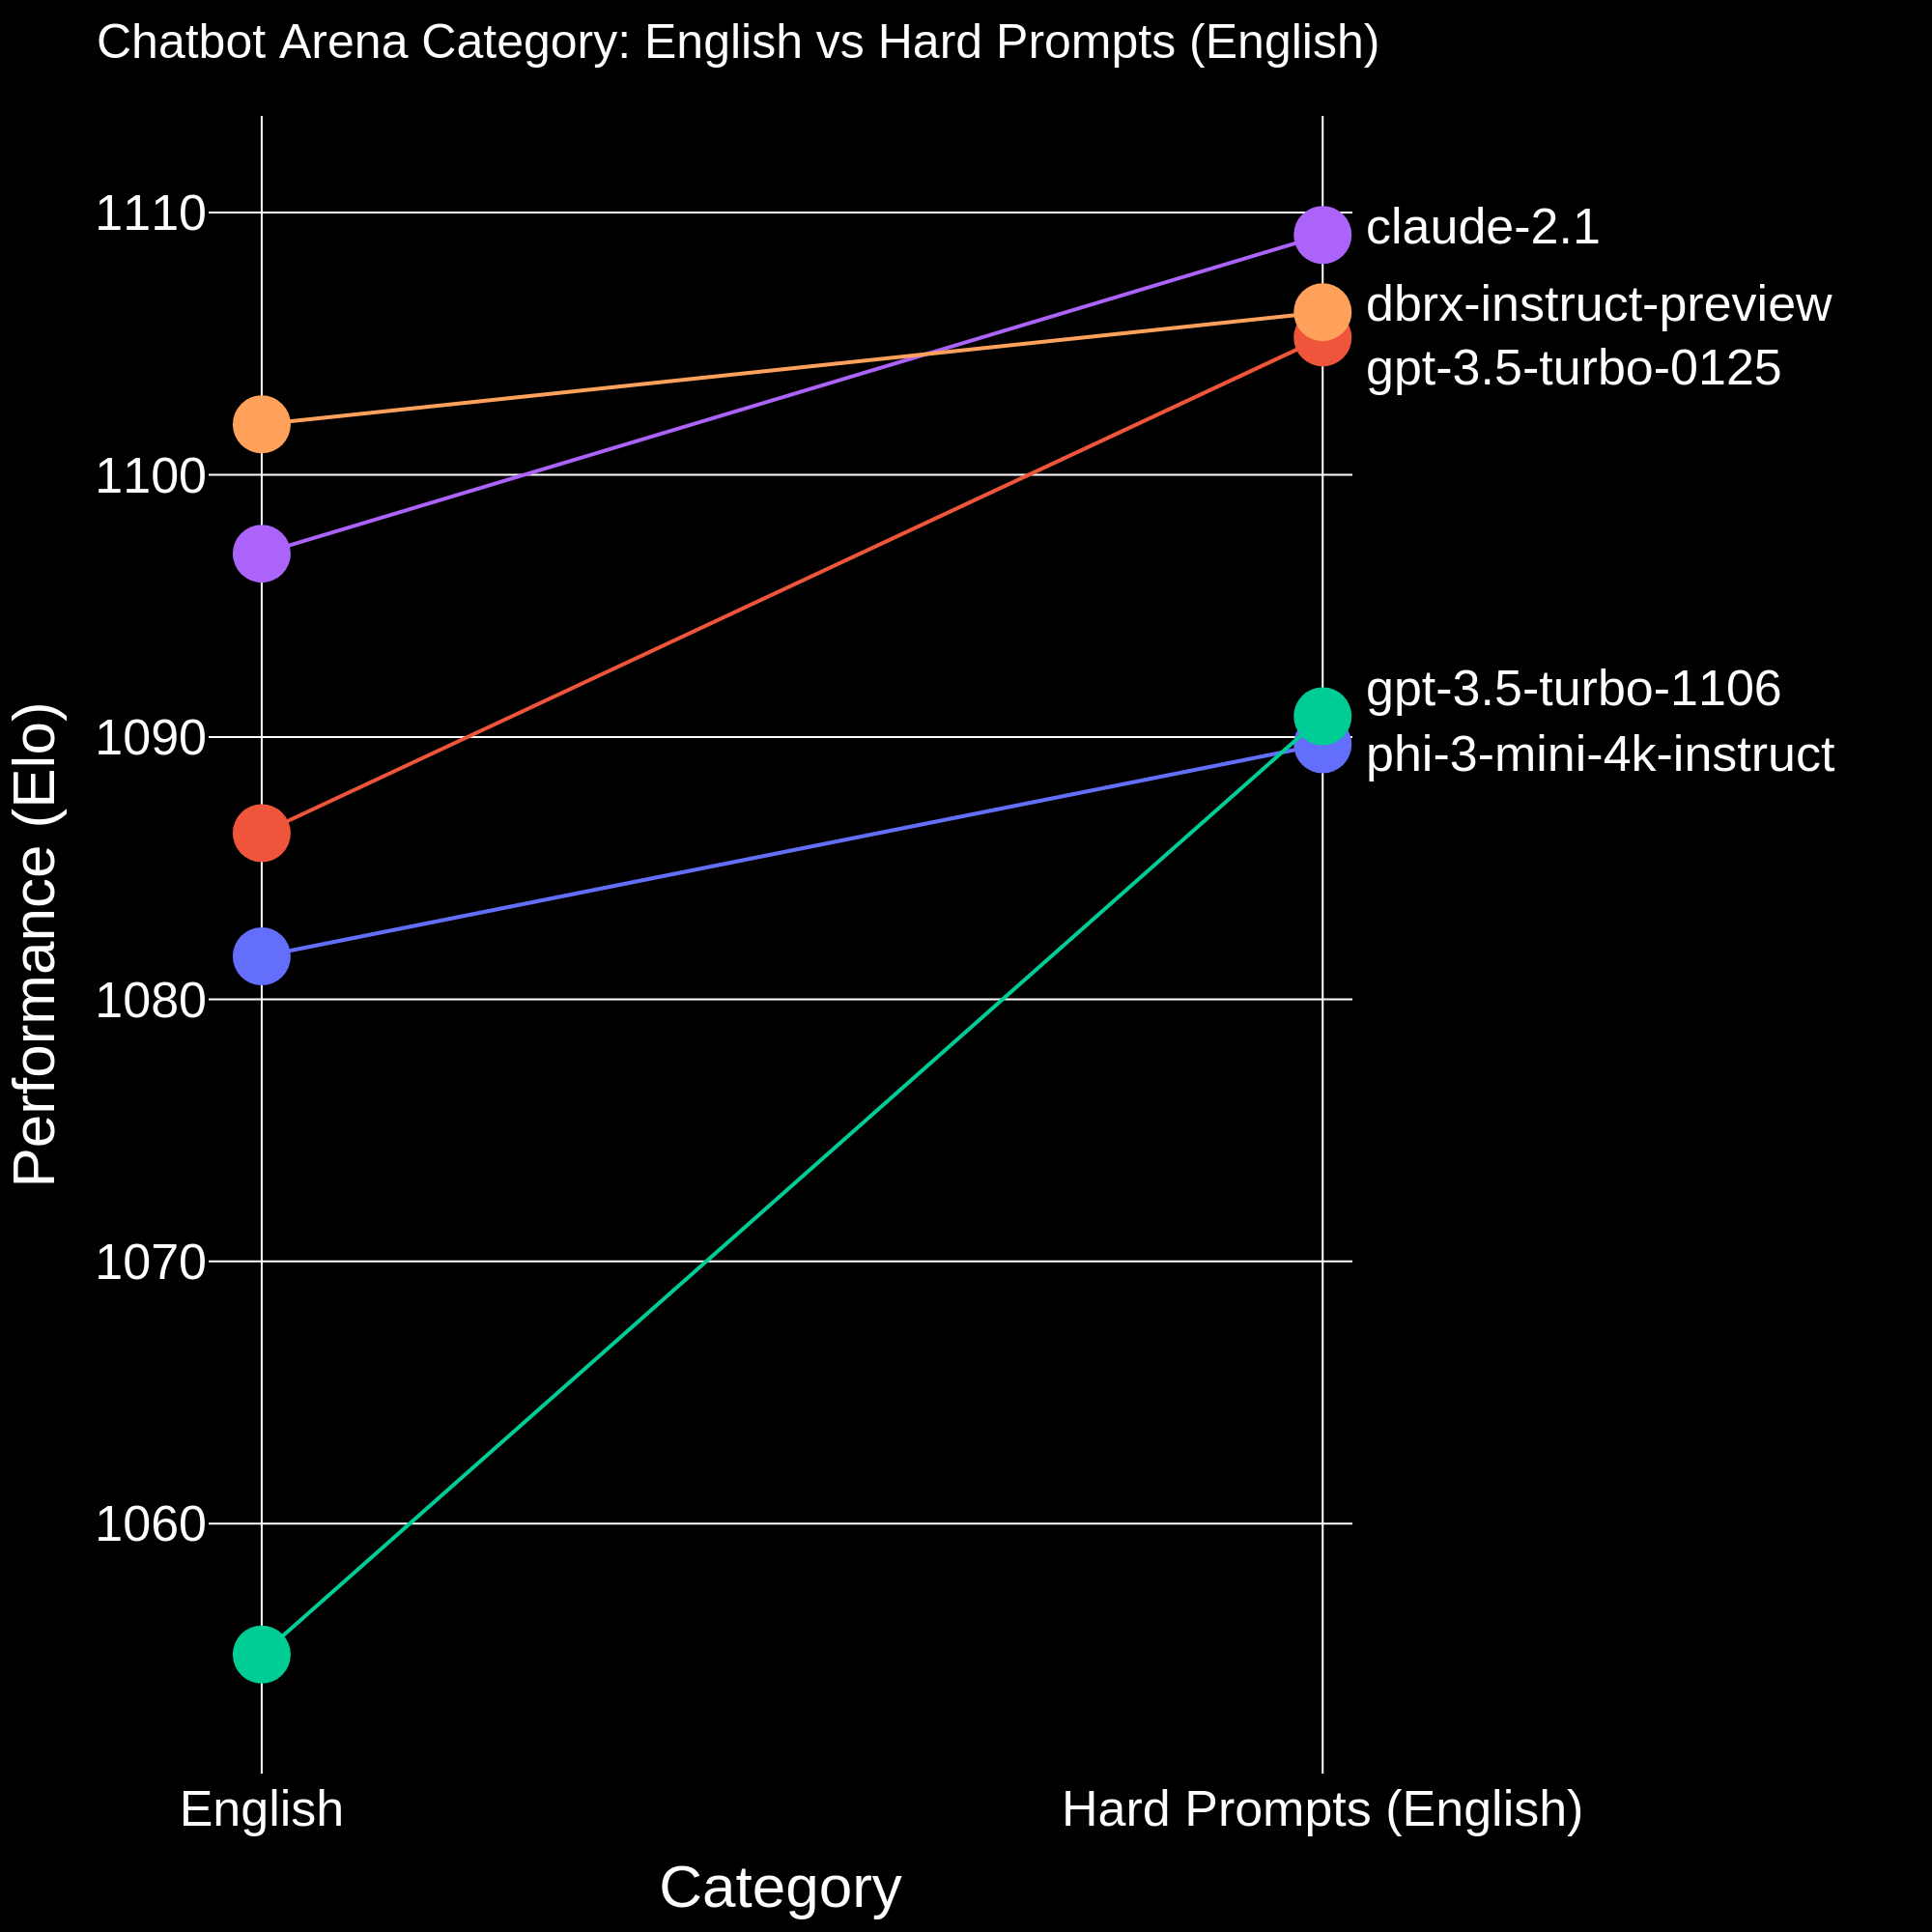 Chatbot Arena Category: English vs Hard Prompts (English)
1110
1100
1090
1080
1070
1060
Performance (Elo)
claude-2.1
dbrx-instruct-preview
gpt-3.5-turbo-0125
gpt-3.5-turbo-1106
phi-3-mini-4k-instruct
English
Hard Prompts (English)
Category